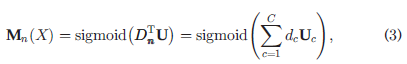 M_n(X) = sigmoid(D_n^T U) = sigmoid(∑_{c=1}^{C} d_c U_c), (3)